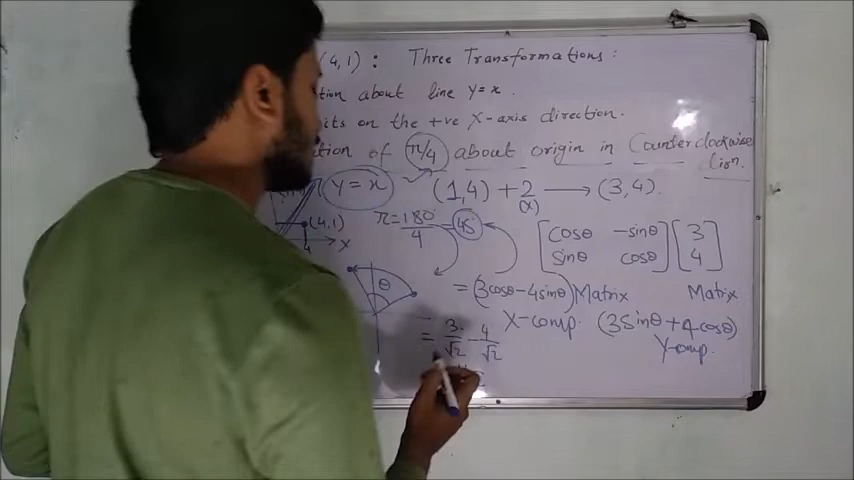 (4,1) : Three Transformations :
tion about line y=x .
its on the +ve X-axis direction.
tion of π/4 about origin in Counterclockwise
tion.
Y=x ✓ (1,4) + 2 → (3,4).
(x)
(4,1) π = 180° 45°
4 X 4
[cosθ -sinθ] [3]
[sinθ cosθ] [4]
θ = (3cosθ - 4sinθ) Matrix Matrix
X-comp. (3Sinθ + 4cosθ)
= 3/√2 - 4/√2 Y-comp.